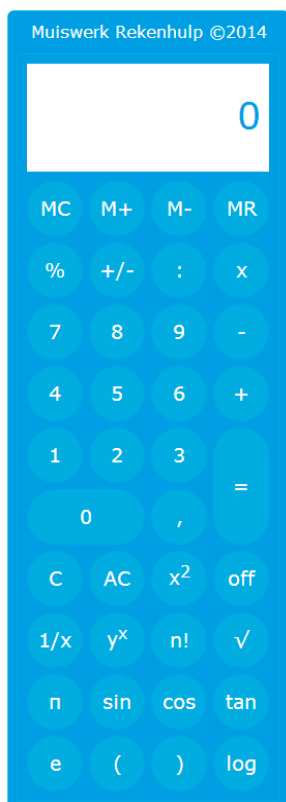 Muiswerk Rekenhulp ©2014
0
MC M+ M- MR
% +/- : x
7 8 9 -
4 5 6 +
1 2 3 =
0 ,
C AC x² off
1/x yˣ n! √
π sin cos tan
e ( ) log